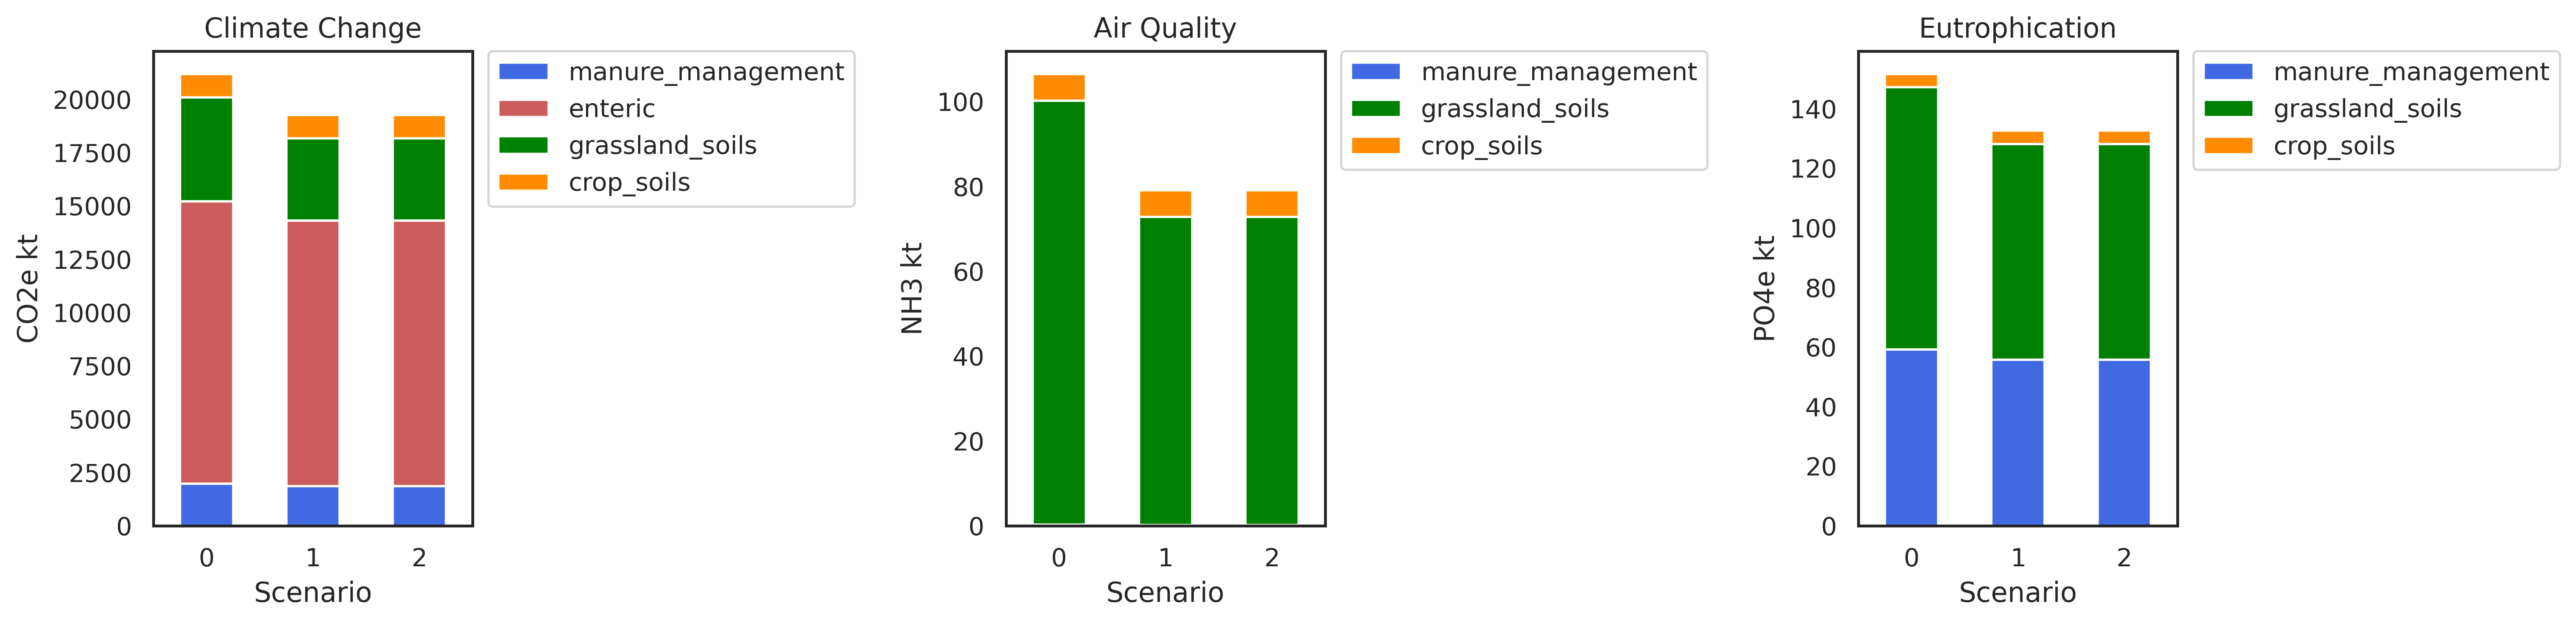 Climate Change
CO2e kt
20000
17500
15000
12500
10000
7500
5000
2500
0
0 1 2
Scenario
manure_management
enteric
grassland_soils
crop_soils
Air Quality
NH3 kt
100
80
60
40
20
0
0 1 2
Scenario
manure_management
grassland_soils
crop_soils
Eutrophication
PO4e kt
140
120
100
80
60
40
20
0
0 1 2
Scenario
manure_management
grassland_soils
crop_soils